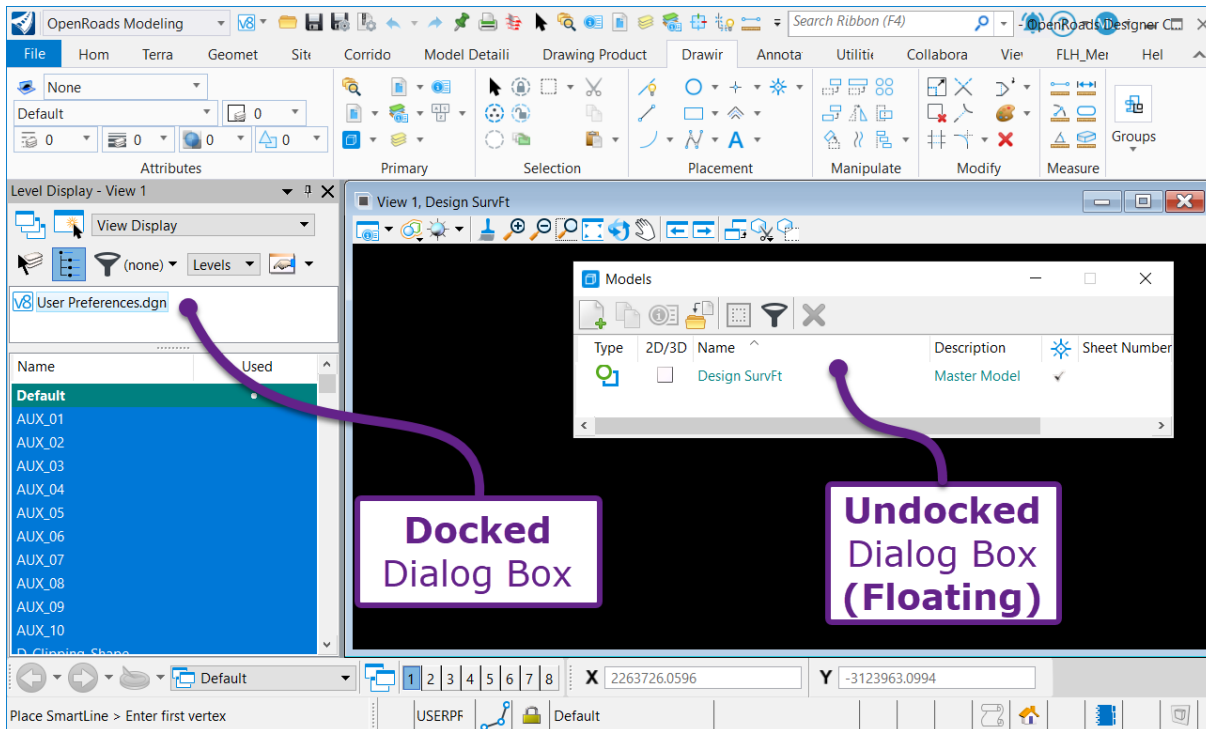 OpenRoads Modeling
Search Ribbon (F4)
OpenRoads Designer C
File Hom Terra Geomet Site Corrido Model Detaili Drawing Product Drawir Annota Utilitie Collabora Viev FLH_Mer Hel
None
Default 0
0 0 0 0
Groups
Attributes Primary Selection Placement Manipulate Modify Measure
Level Display - View 1
View 1, Design SurvFt
View Display
(none) Levels
User Preferences.dgn
Models
Type 2D/3D Name Description Sheet Number
Design SurvFt Master Model
Name Used
Default
AUX_01
AUX_02
AUX_03
AUX_04
AUX_05
AUX_06
AUX_07
AUX_08
AUX_09
AUX_10
D_Clipping_Shape
Docked
Dialog Box
Undocked
Dialog Box
(Floating)
Default 1 2 3 4 5 6 7 8 X 2263726.0596 Y -3123963.0994
Place SmartLine > Enter first vertex USERPF Default